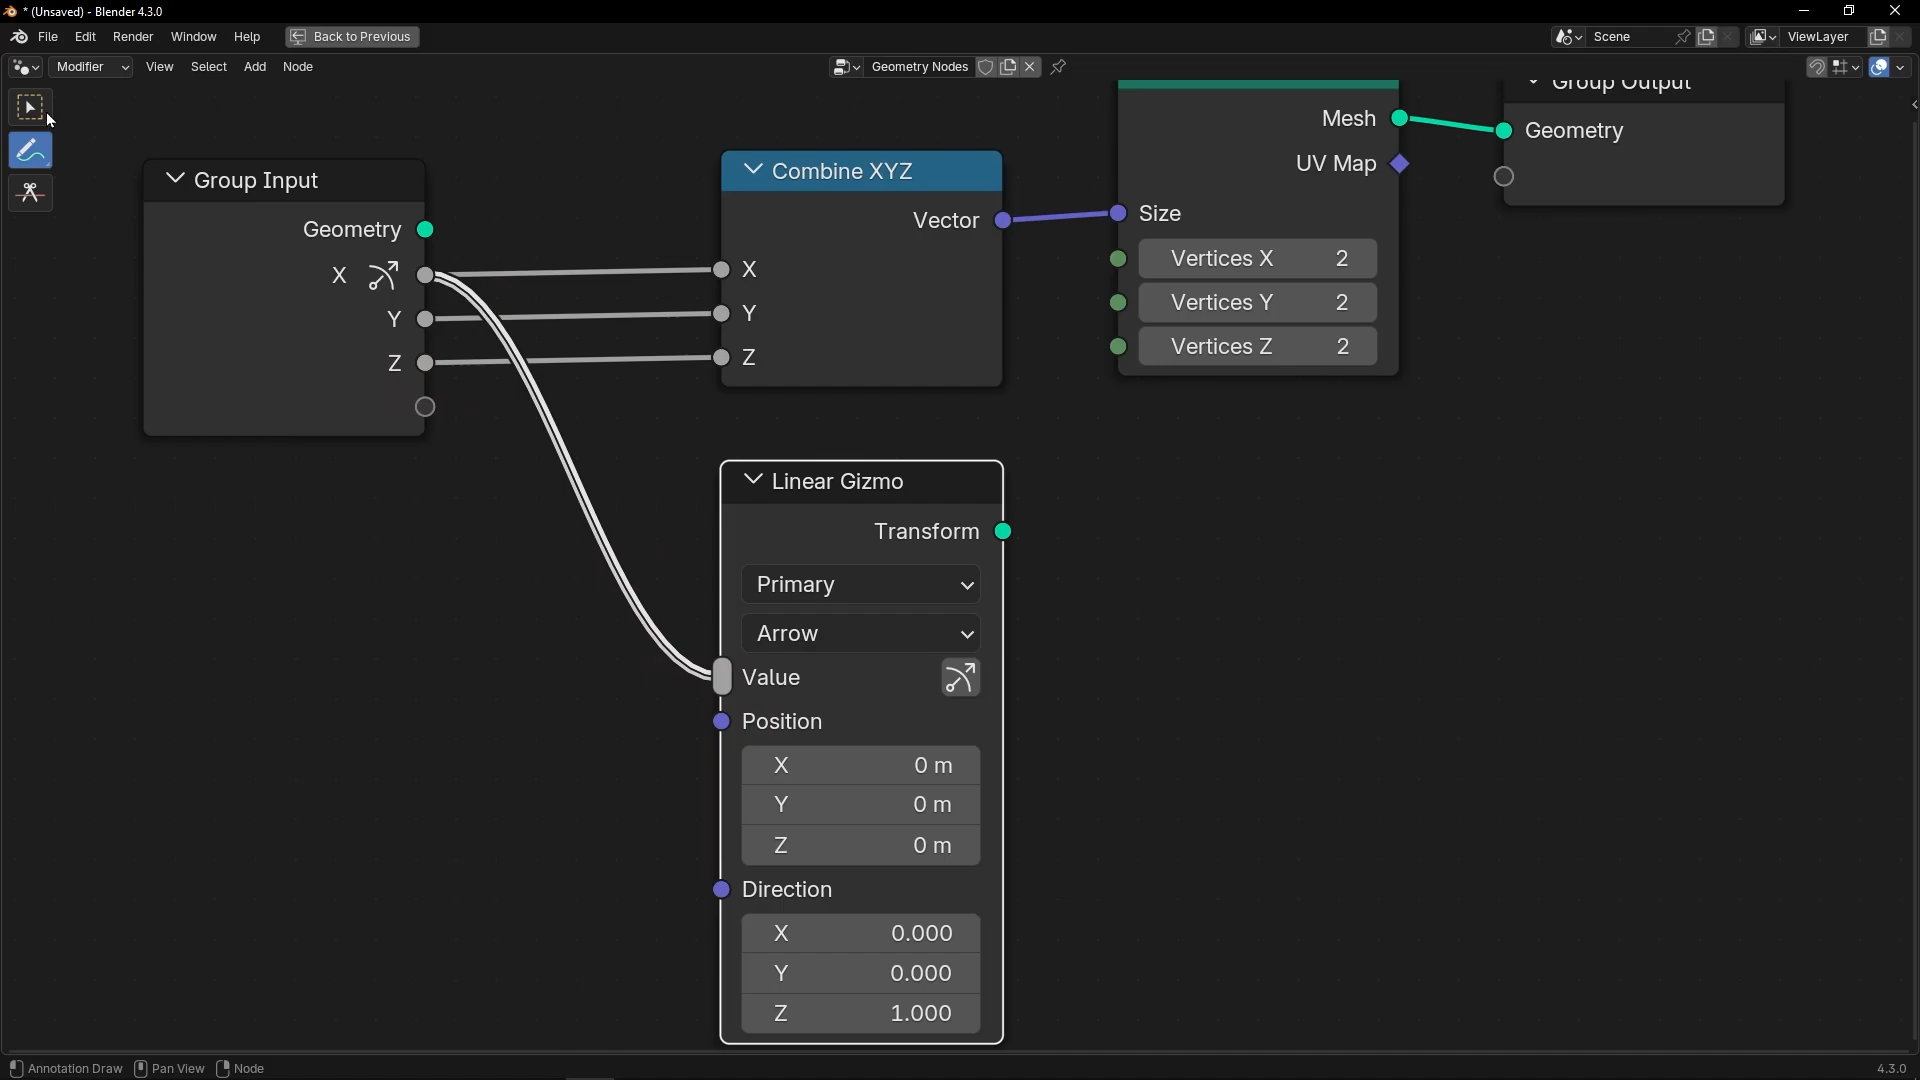 * (Unsaved) - Blender 4.3.0
File Edit Render Window Help Back to Previous Scene ViewLayer
Modifier View Select Add Node Geometry Nodes
Group Input
Geometry
X
Y
Z
Combine XYZ
Vector
X
Y
Z
Mesh
UV Map
Size
Vertices X 2
Vertices Y 2
Vertices Z 2
Group Output
Geometry
Linear Gizmo
Transform
Primary
Arrow
Value
Position
X 0 m
Y 0 m
Z 0 m
Direction
X 0.000
Y 0.000
Z 1.000
Annotation Draw Pan View Node 4.3.0